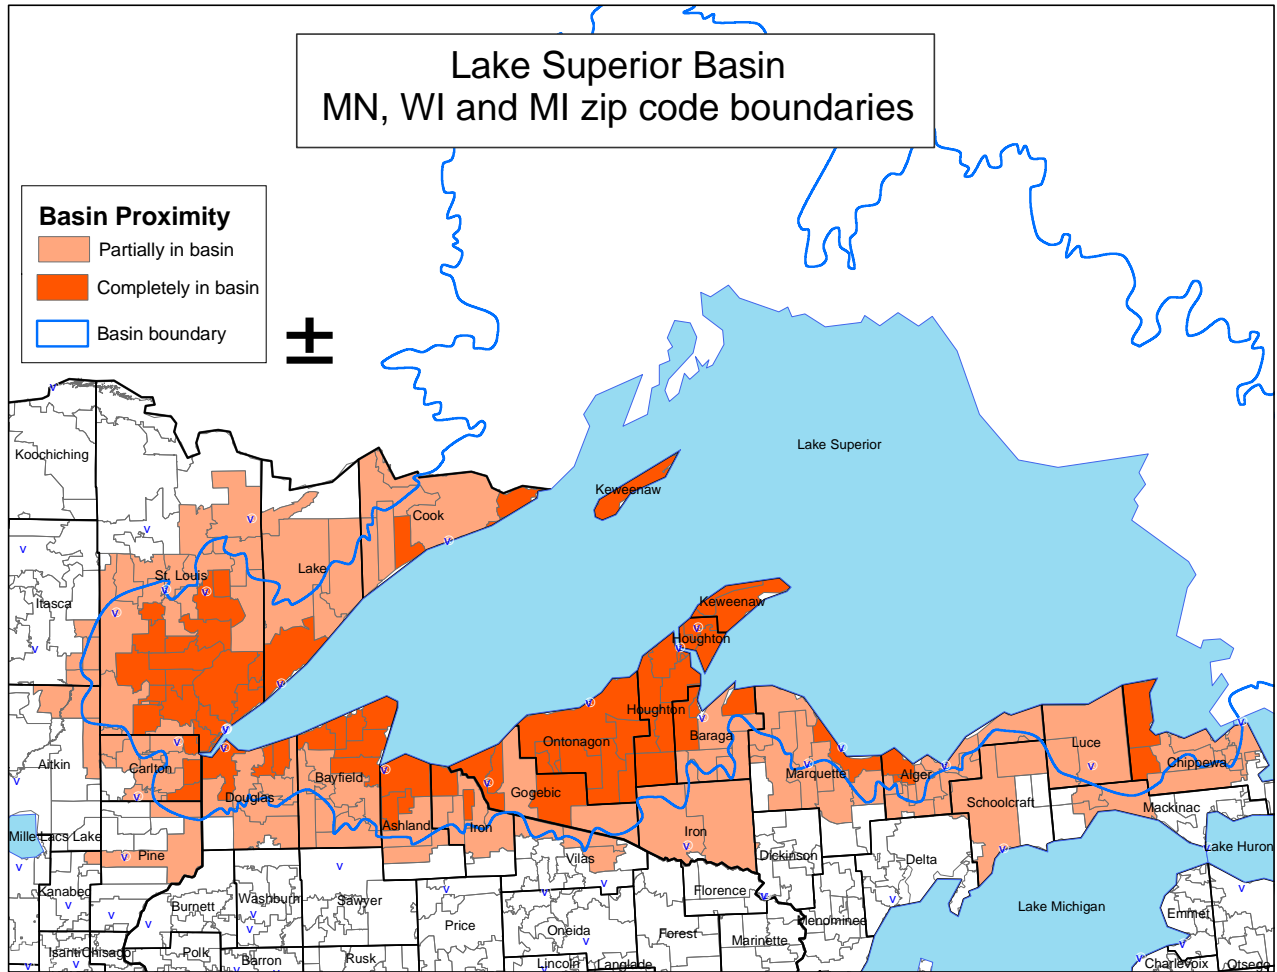 Lake Superior Basin
MN, WI and MI zip code boundaries
Basin Proximity
Partially in basin
Completely in basin
Basin boundary
±
Koochiching
Lake Superior
Keweenaw
Cook
St. Louis
Lake
Itasca
Keweenaw
Houghton
Houghton
Baraga
Ontonagon
Luce
Aitkin
Carlton
Bayfield
Marquette
Alger
Chippewa
Douglas
Gogebic
Schoolcraft
Mackinac
Ashland
Iron
Iron
Mille Lacs Lake
Lake Huron
Pine
Vilas
Dickinson
Delta
Kanabec
Burnett
Washburn
Sawyer
Florence
Lake Michigan
Emmet
Price
Oneida
Forest
Marinette
Menominee
Isanti
Chisago
Polk
Barron
Rusk
Lincoln
Langlade
Charlevoix
Otsego